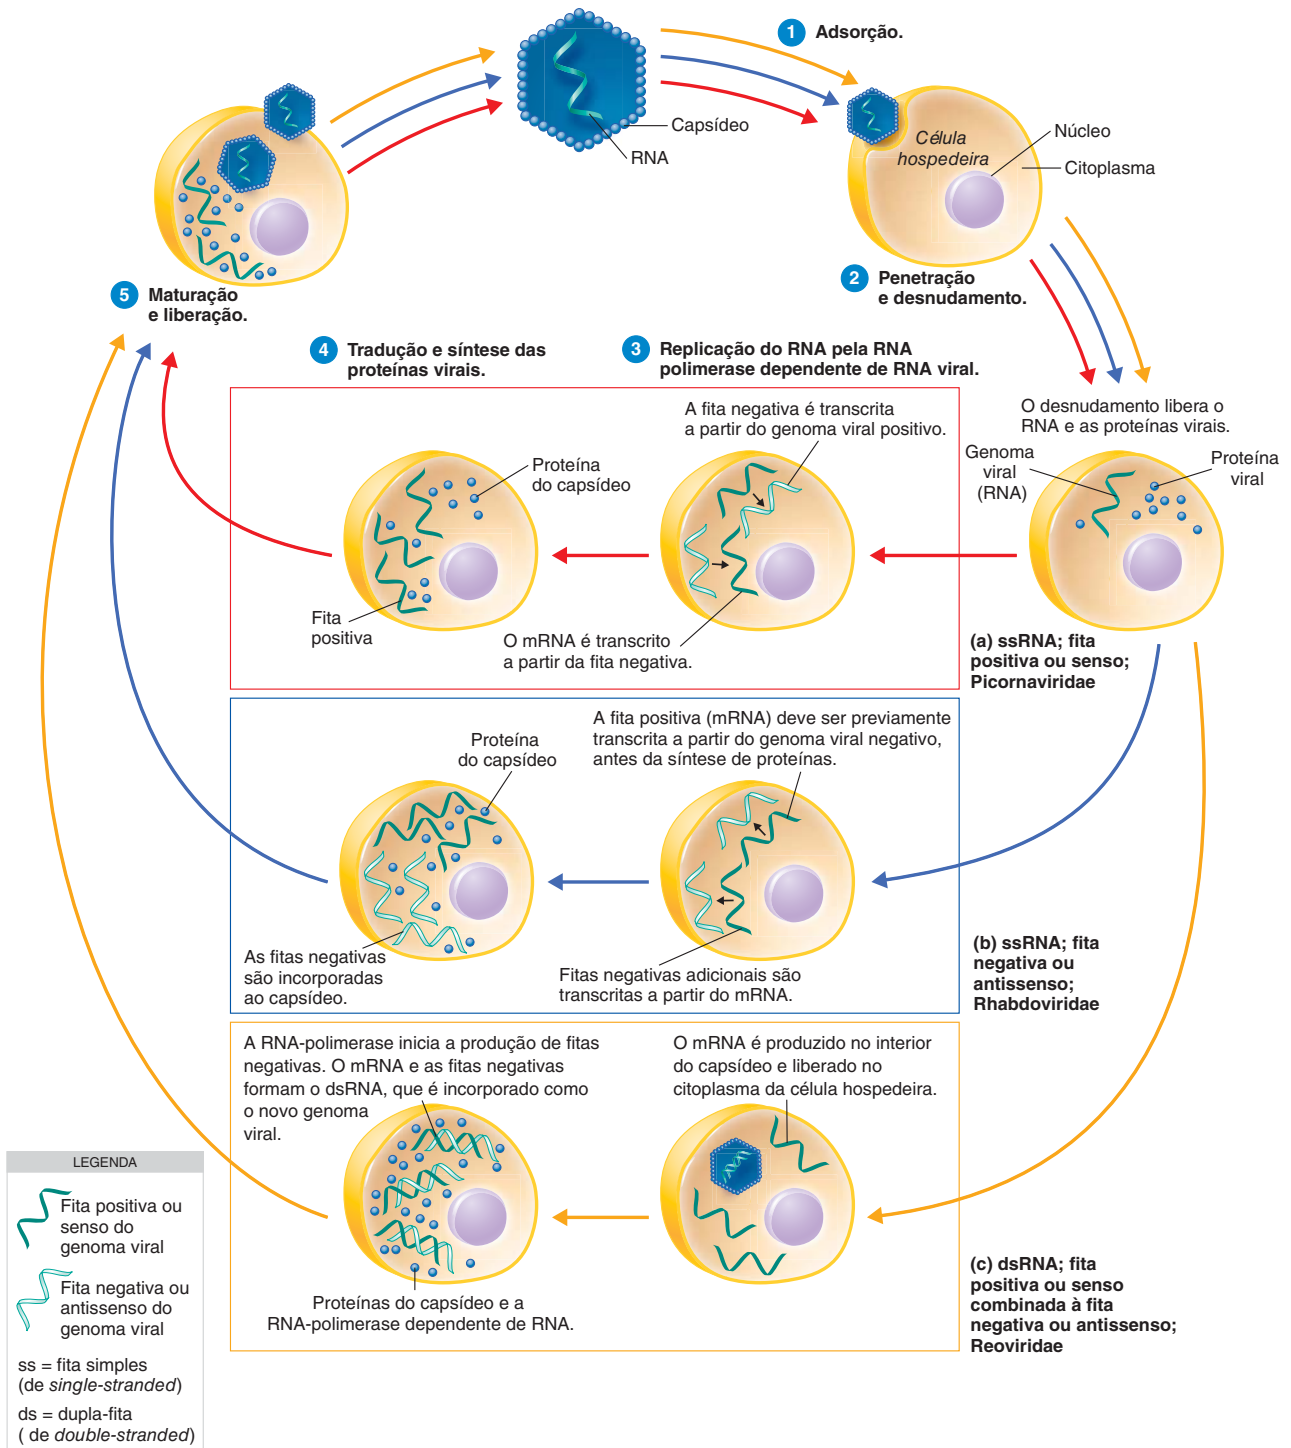 1 Adsorção.
Capsídeo
RNA
Célula
hospedeira
Núcleo
Citoplasma
2 Penetração
e desnudamento.
5 Maturação
e liberação.
4 Tradução e síntese das
proteínas virais.
3 Replicação do RNA pela RNA
polimerase dependente de RNA viral.
O desnudamento libera o
RNA e as proteínas virais.
Genoma
viral
(RNA)
Proteína
viral
A fita negativa é transcrita
a partir do genoma viral positivo.
Proteína
do capsídeo
Fita
positiva
O mRNA é transcrito
a partir da fita negativa.
(a) ssRNA; fita
positiva ou senso;
Picornaviridae
A fita positiva (mRNA) deve ser previamente
transcrita a partir do genoma viral negativo,
antes da síntese de proteínas.
Proteína
do capsídeo
As fitas negativas
são incorporadas
ao capsídeo.
Fitas negativas adicionais são
transcritas a partir do mRNA.
(b) ssRNA; fita
negativa ou
antissenso;
Rhabdoviridae
A RNA-polimerase inicia a produção de fitas
negativas. O mRNA e as fitas negativas
formam o dsRNA, que é incorporado como
o novo genoma
viral.
O mRNA é produzido no interior
do capsídeo e liberado no
citoplasma da célula hospedeira.
Proteínas do capsídeo e a
RNA-polimerase dependente de RNA.
(c) dsRNA; fita
positiva ou senso
combinada à fita
negativa ou antissenso;
Reoviridae
LEGENDA
Fita positiva ou
senso do
genoma viral
Fita negativa ou
antissenso do
genoma viral
ss = fita simples
(de single-stranded)
ds = dupla-fita
( de double-stranded)